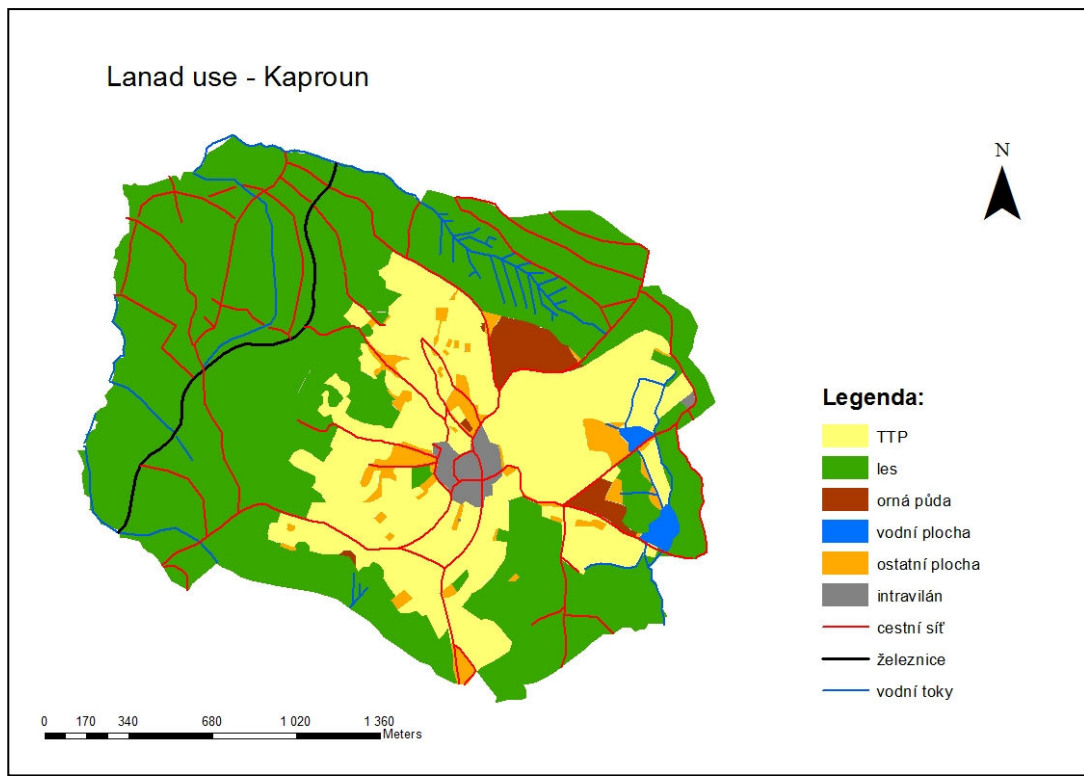 Lanad use - Kaproun
N
Legenda:
TTP
les
orná půda
vodní plocha
ostatní plocha
intravilán
cestní síť
železnice
vodní toky
0 170 340 680 1 020 1 360
Meters